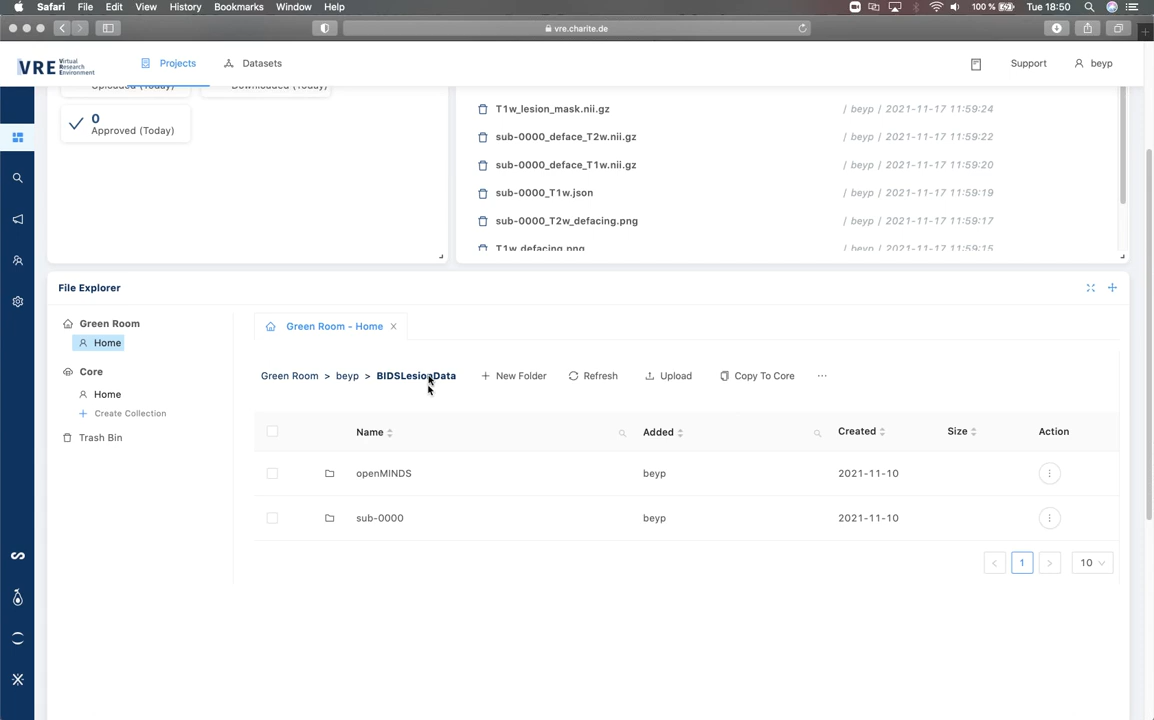 Safari File Edit View History Bookmarks Window Help 100 % Tue 18:50
vre.charite.de
VRE Virtual Research Environment Projects Datasets Support beyp
Uploaded (Today) Downloaded (Today)
0
Approved (Today)
T1w_lesion_mask.nii.gz / beyp / 2021-11-17 11:59:24
sub-0000_deface_T2w.nii.gz / beyp / 2021-11-17 11:59:22
sub-0000_deface_T1w.nii.gz / beyp / 2021-11-17 11:59:20
sub-0000_T1w.json / beyp / 2021-11-17 11:59:19
sub-0000_T2w_defacing.png / beyp / 2021-11-17 11:59:17
T1w_defacing.png / beyp / 2021-11-17 11:59:15
File Explorer
Green Room
Home
Core
Home
+ Create Collection
Trash Bin
Green Room - Home ×
Green Room > beyp > BIDSLesionData + New Folder Refresh Upload Copy To Core ...
Name Added Created Size Action
openMINDS beyp 2021-11-10
sub-0000 beyp 2021-11-10
< 1 > 10